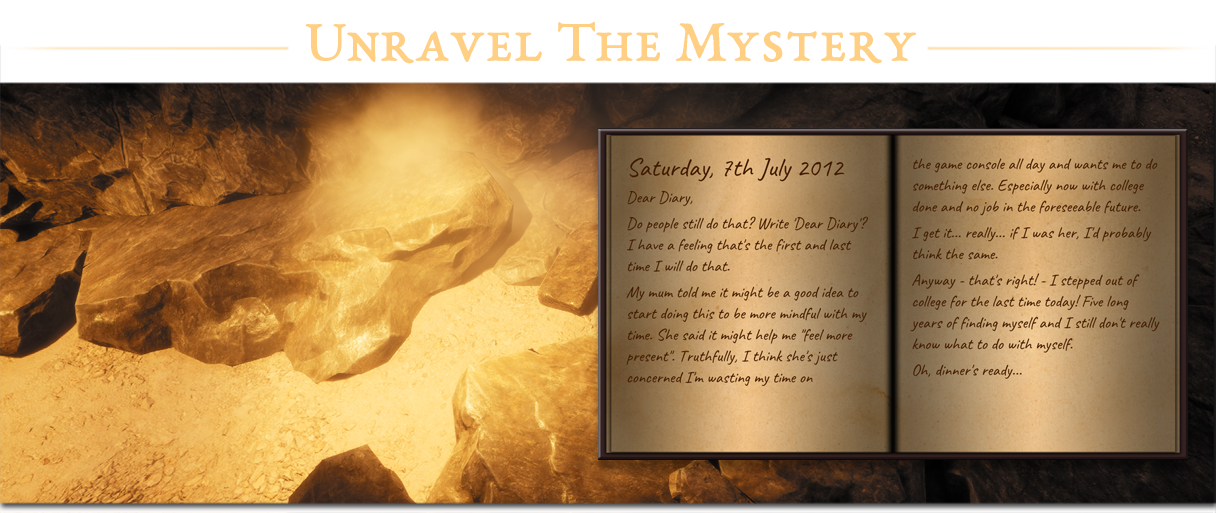 Unravel The Mystery
Saturday, 7th July 2012
Dear Diary,
Do people still do that? Write 'Dear Diary'?
I have a feeling that's the first and last
time I will do that.
My mum told me it might be a good idea to
start doing this to be more mindful with my
time. She said it might help me "feel more
present". Truthfully, I think she's just
concerned I'm wasting my time on
the game console all day and wants me to do
something else. Especially now with college
done and no job in the foreseeable future.
I get it... really... if I was her, I'd probably
think the same.
Anyway - that's right! - I stepped out of
college for the last time today! Five long
years of finding myself and I still don't really
know what to do with myself.
Oh, dinner's ready...